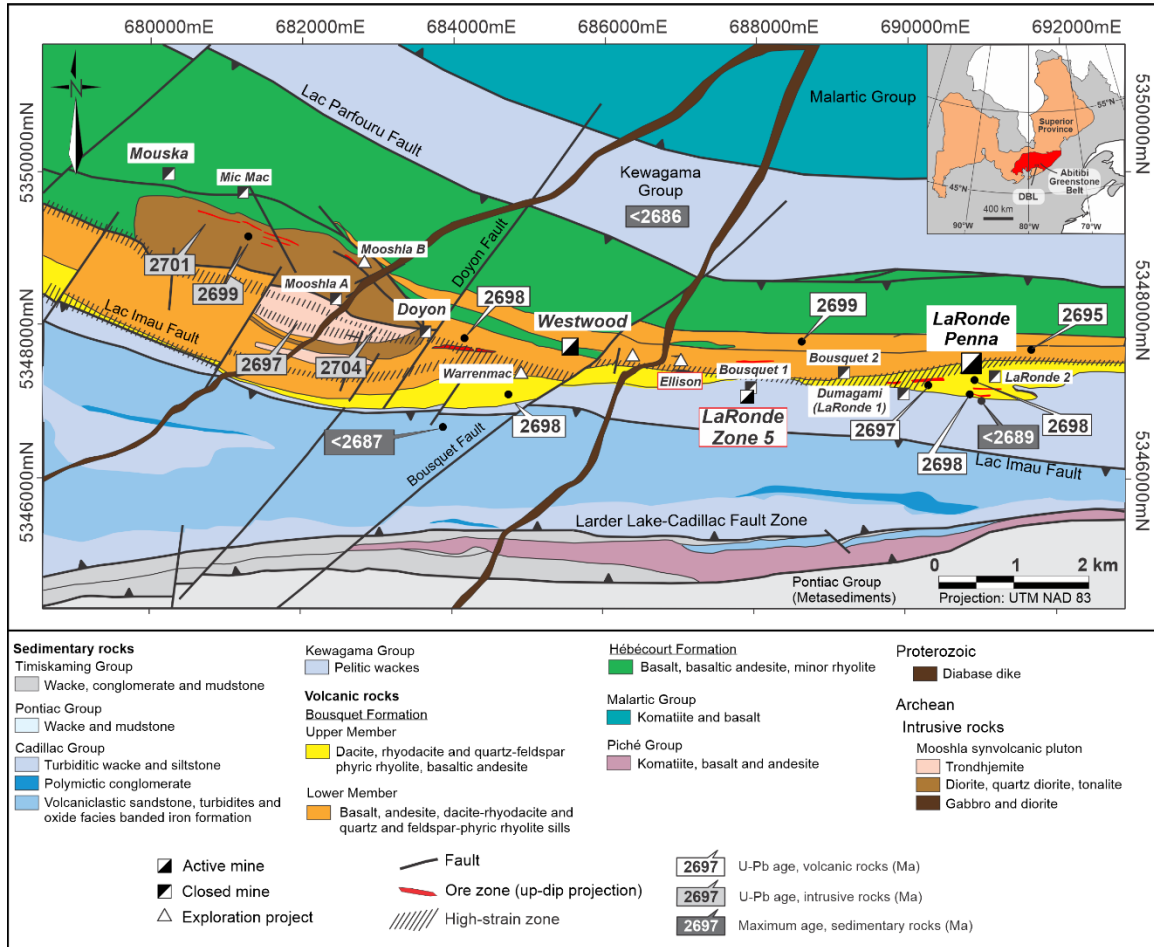 680000mE
682000mE
684000mE
686000mE
688000mE
690000mE
692000mE
5350000mN
5348000mN
5346000mN
5350000mN
5348000mN
5346000mN
N
Lac Parfouru Fault
Malartic Group
Kewagama
Group
<2686
Mouska
Mic Mac
Mooshla B
Doyon Fault
2701
2699
Mooshla A
Doyon
2698
Westwood
2699
LaRonde
Penna
2695
Lac Imau Fault
2697
2704
Warrenmac
Ellison
Bousquet 1
Bousquet 2
LaRonde 2
Dumagami
(LaRonde 1)
LaRonde
Zone 5
2697
<2687
2698
2698
<2689
2698
Bousquet Fault
Lac Imau Fault
Larder Lake-Cadillac Fault Zone
Pontiac Group
(Metasediments)
0 1 2 km
Projection: UTM NAD 83
55°N
Superior
Province
Abitibi
Greenstone
Belt
45°N
DBL
400 km
90°W
80°W
70°W
Sedimentary rocks
Timiskaming Group
Wacke, conglomerate and mudstone
Pontiac Group
Wacke and mudstone
Cadillac Group
Turbiditic wacke and siltstone
Polymictic conglomerate
Volcaniclastic sandstone, turbidites and
oxide facies banded iron formation
Kewagama Group
Pelitic wackes
Volcanic rocks
Bousquet Formation
Upper Member
Dacite, rhyodacite and quartz-feldspar
phyric rhyolite, basaltic andesite
Lower Member
Basalt, andesite, dacite-rhyodacite and
quartz and feldspar-phyric rhyolite sills
Hébécourt Formation
Basalt, basaltic andesite, minor rhyolite
Malartic Group
Komatiite and basalt
Piché Group
Komatiite, basalt and andesite
Proterozoic
Diabase dike
Archean
Intrusive rocks
Mooshla synvolcanic pluton
Trondhjemite
Diorite, quartz diorite, tonalite
Gabbro and diorite
Active mine
Closed mine
Exploration project
Fault
Ore zone (up-dip projection)
High-strain zone
2697 U-Pb age, volcanic rocks (Ma)
2697 U-Pb age, intrusive rocks (Ma)
2697 Maximum age, sedimentary rocks (Ma)